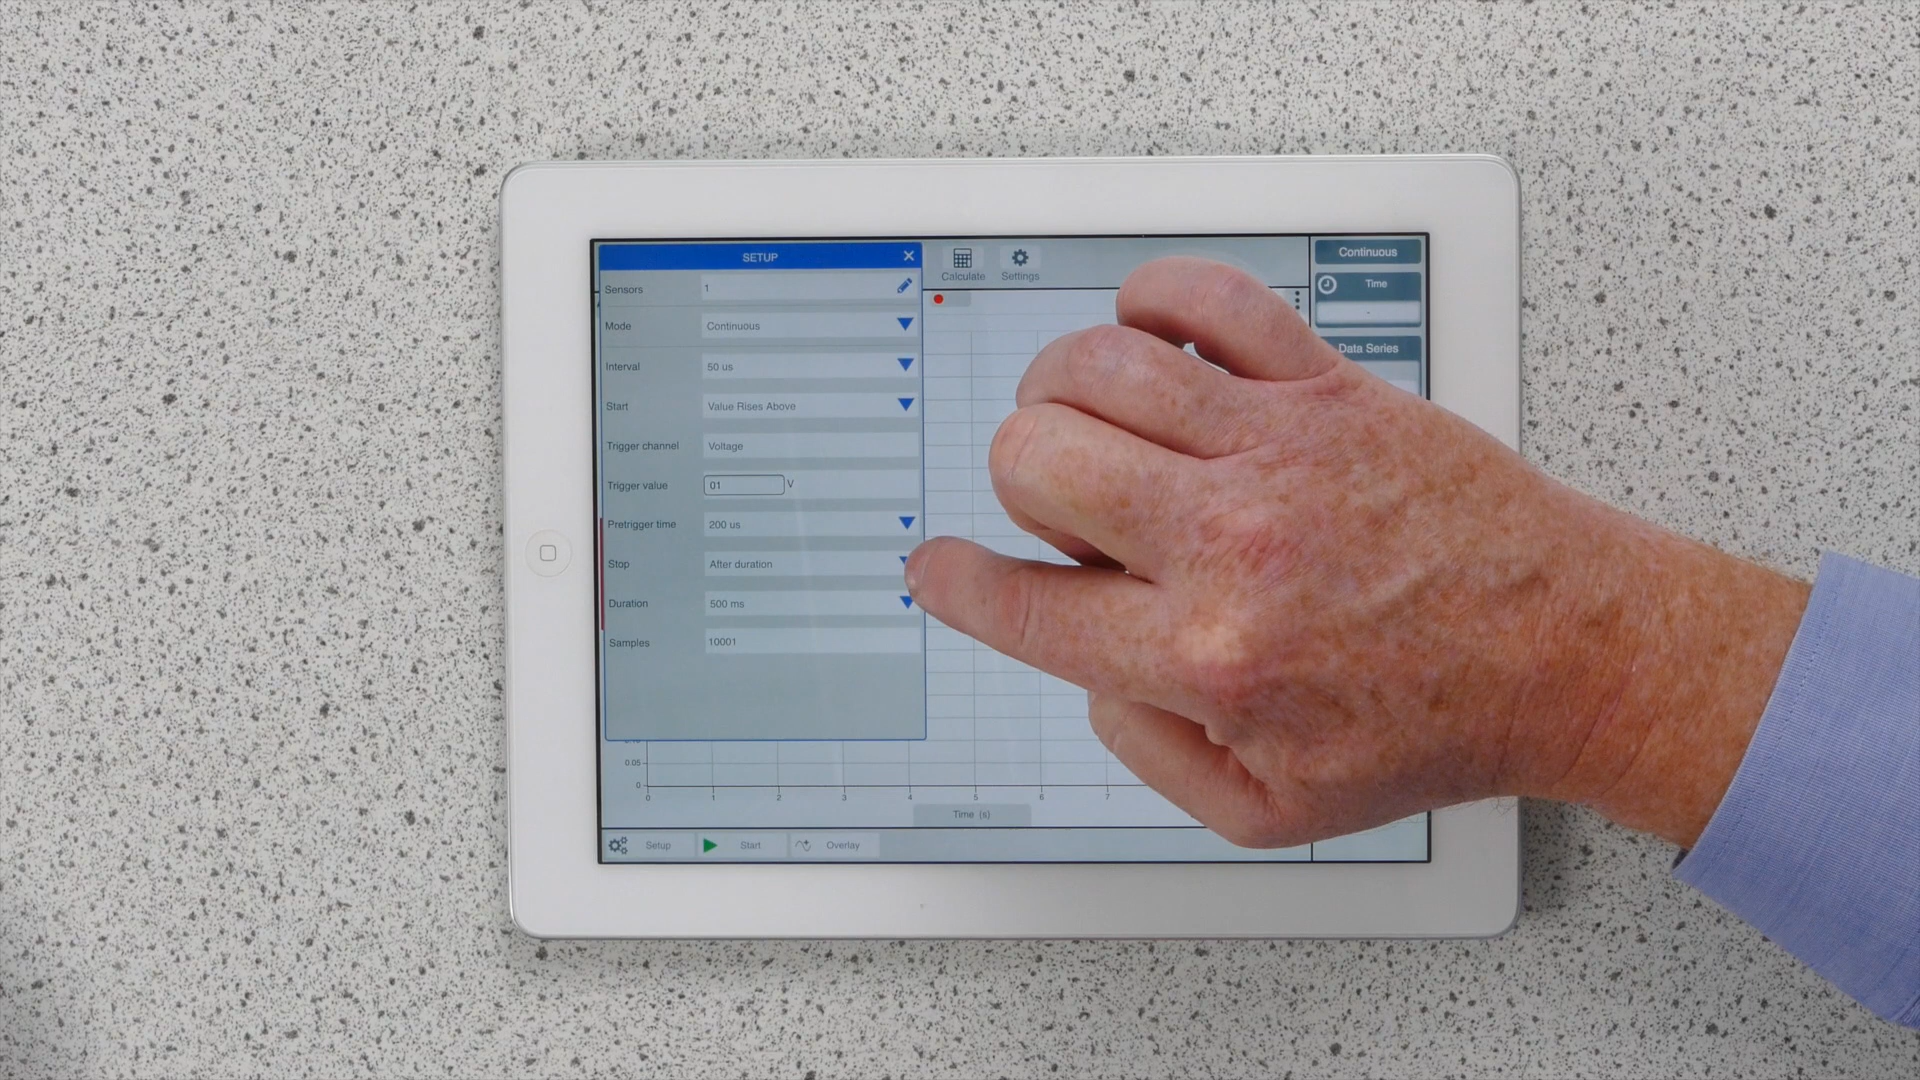 SETUP
Sensors 1
Mode Continuous
Interval 50 us
Start Value Rises Above
Trigger channel Voltage
Trigger value 01 V
Pretrigger time 200 us
Stop After duration
Duration 500 ms
Samples 10001
Calculate Settings
Continuous
Time
-
Data Series
0.05
0
0 1 2 3 4 5 6 7
Time (s)
Setup Start Overlay